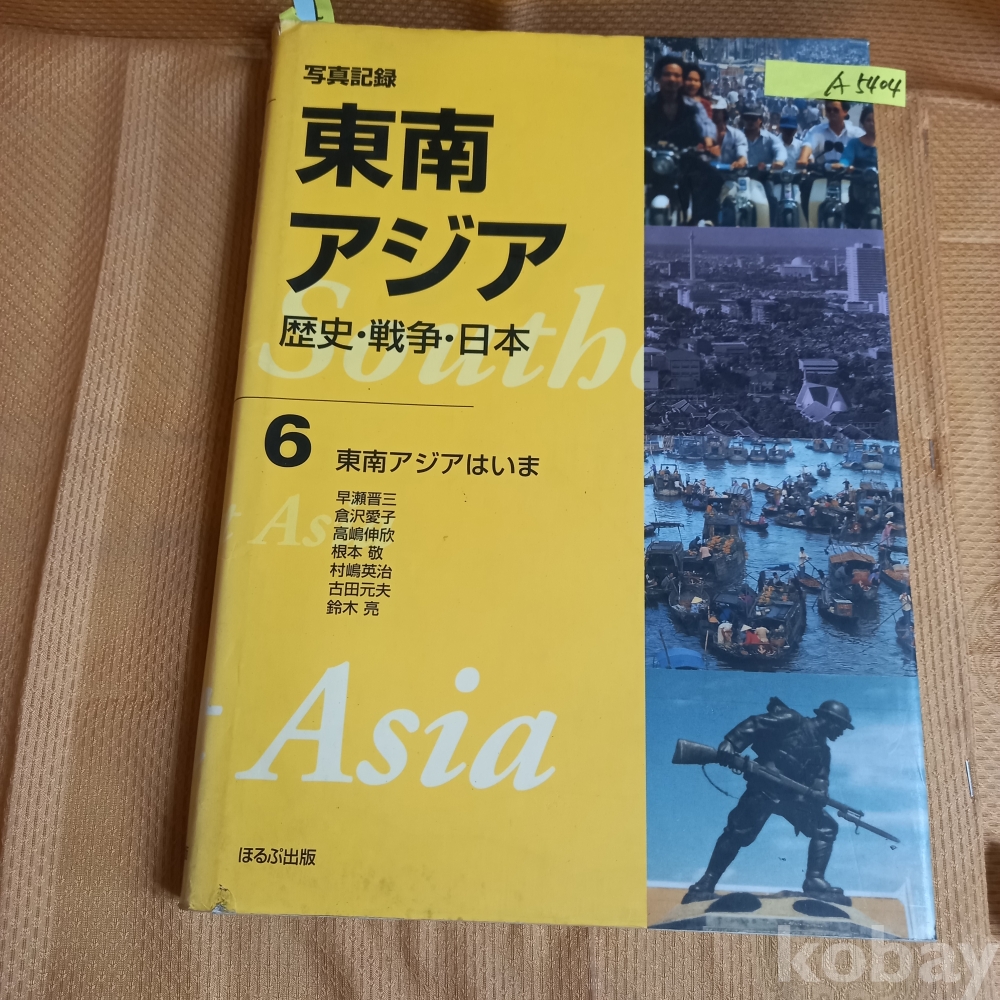 写真記録
A5404
東南
アジア
South
歴史・戦争・日本
6
東南アジアはいま
早瀬晋三
倉沢愛子
高嶋伸欣
根本 敬
村嶋英治
古田元夫
鈴木 亮
t As
t Asia
ほるぷ出版
kobay